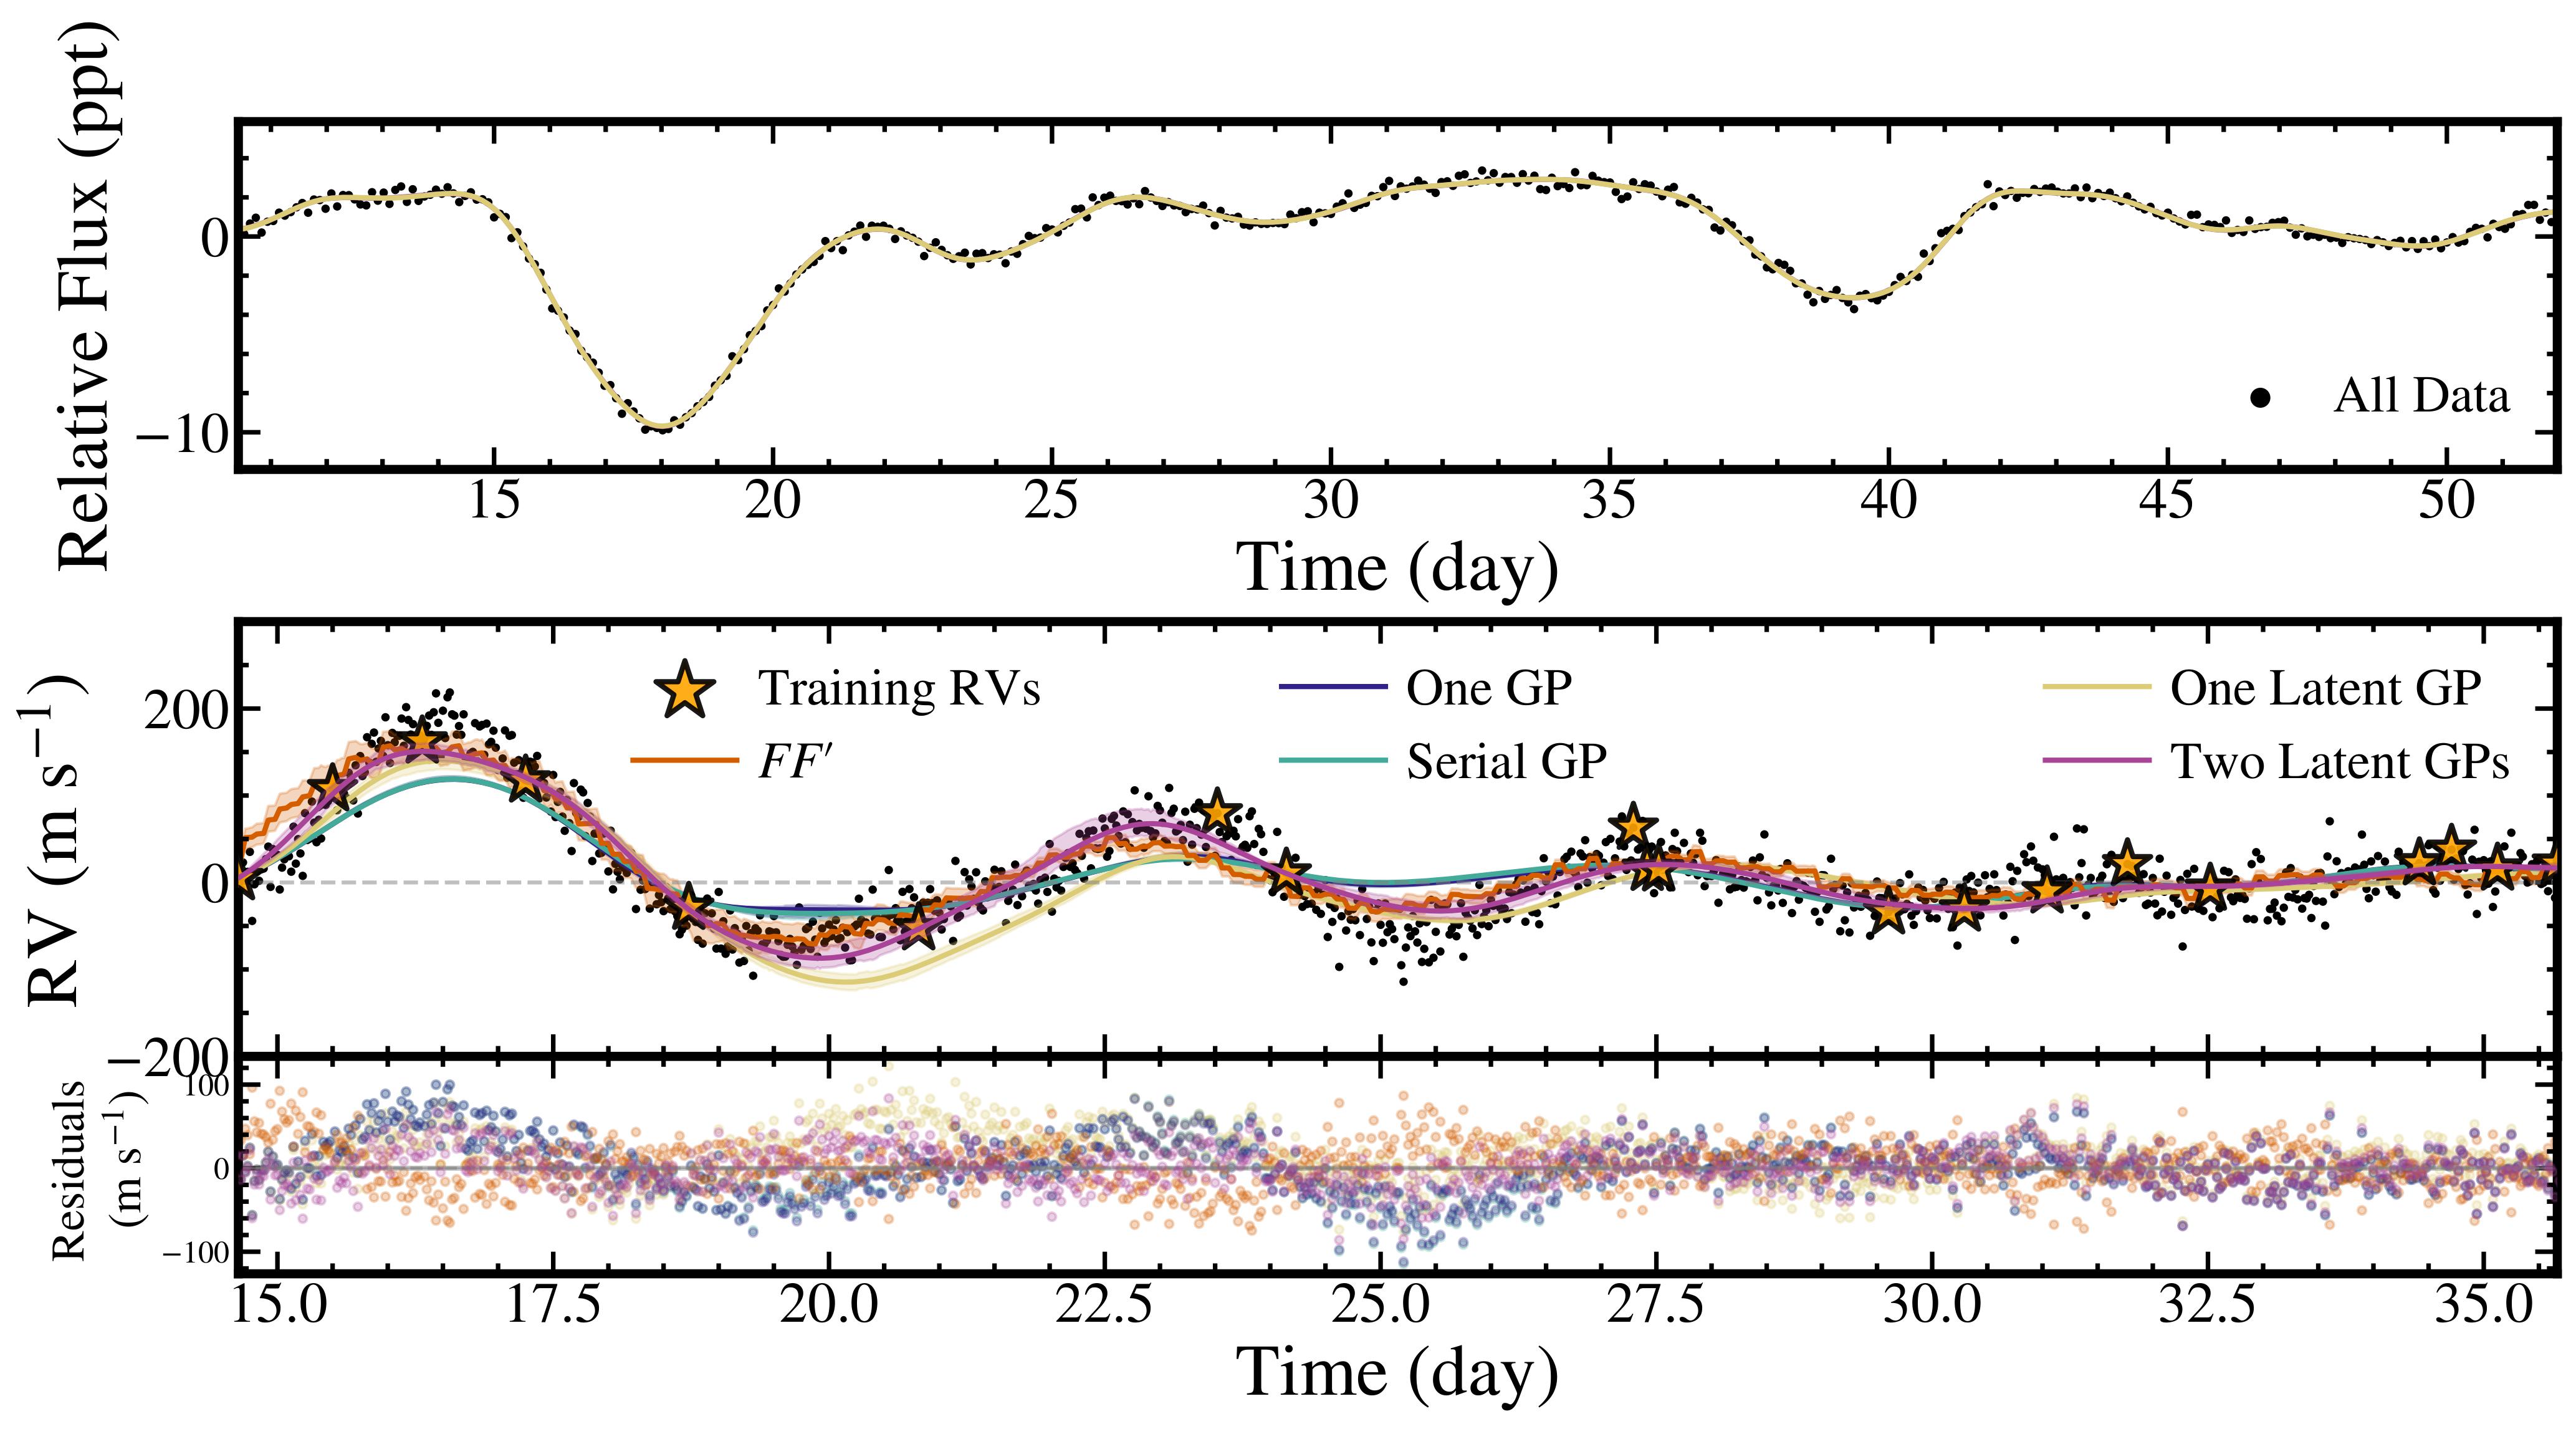 Relative Flux (ppt)
0
−10
All Data
15 20 25 30 35 40 45 50
Time (day)
RV (m s⁻¹)
200
0
−200
Training RVs One GP One Latent GP
FF′ Serial GP Two Latent GPs
Residuals
(m s⁻¹)
100
0
−100
15.0 17.5 20.0 22.5 25.0 27.5 30.0 32.5 35.0
Time (day)